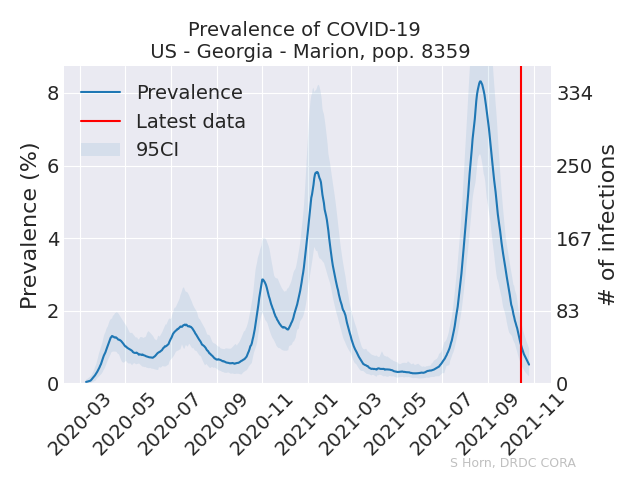 Prevalence of COVID-19
US - Georgia - Marion, pop. 8359
Prevalence
Latest data
95CI
Prevalence (%)
8
6
4
2
0
334
250
167
83
0
# of infections
2020-03
2020-05
2020-07
2020-09
2020-11
2021-01
2021-03
2021-05
2021-07
2021-09
2021-11
S Horn, DRDC CORA